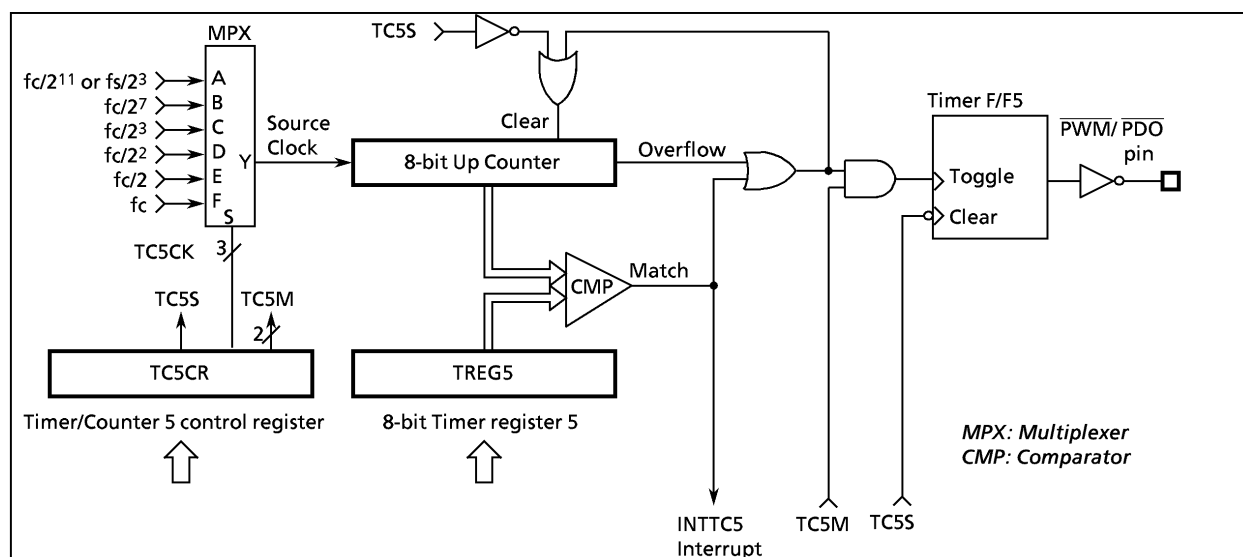 MPX
TC5S
fc/2¹¹ or fs/2³
A
fc/2⁷
B
fc/2³
C
fc/2²
D
fc/2
E
fc
F
Y
S
Source
Clock
Clear
8-bit Up Counter
Overflow
Timer F/F5
Toggle
Clear
P̅W̅M̅/ P̅D̅O̅
pin
TC5CK
3
TC5S
TC5M
2
CMP
Match
TC5CR
TREG5
Timer/Counter 5 control register
8-bit Timer register 5
MPX: Multiplexer
CMP: Comparator
INTTC5
Interrupt
TC5M
TC5S